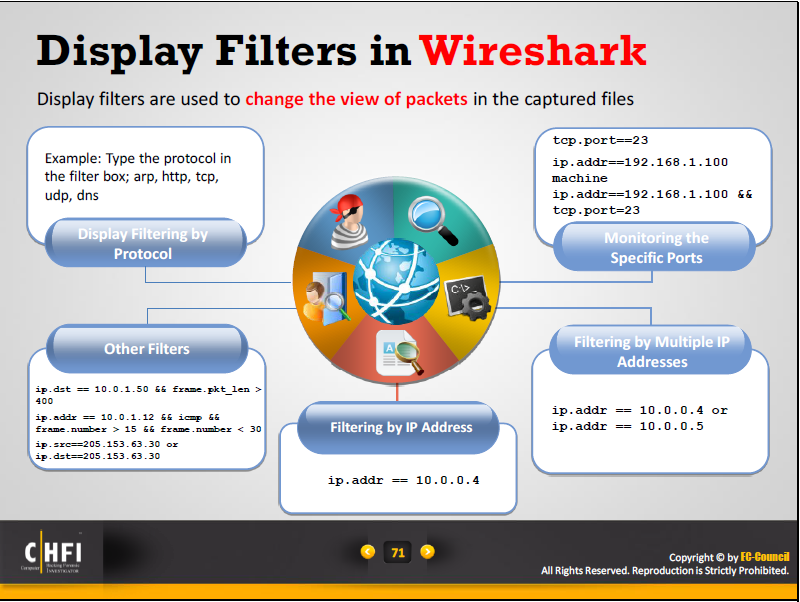 Display Filters in Wireshark
Display filters are used to change the view of packets in the captured files
Example: Type the protocol in
the filter box; arp, http, tcp,
udp, dns
Display Filtering by
Protocol
tcp.port==23
ip.addr==192.168.1.100
machine
ip.addr==192.168.1.100 &&
tcp.port=23
Monitoring the
Specific Ports
Other Filters
ip.dst == 10.0.1.50 && frame.pkt_len >
400
ip.addr == 10.0.1.12 && icmp &&
frame.number > 15 && frame.number < 30
ip.src==205.153.63.30 or
ip.dst==205.153.63.30
Filtering by IP Address
ip.addr == 10.0.0.4
Filtering by Multiple IP
Addresses
ip.addr == 10.0.0.4 or
ip.addr == 10.0.0.5
C:\>_
A
CHFI
Computer Hacking Forensic
INVESTIGATOR
71
Copyright © by EC-Council
All Rights Reserved. Reproduction is Strictly Prohibited.